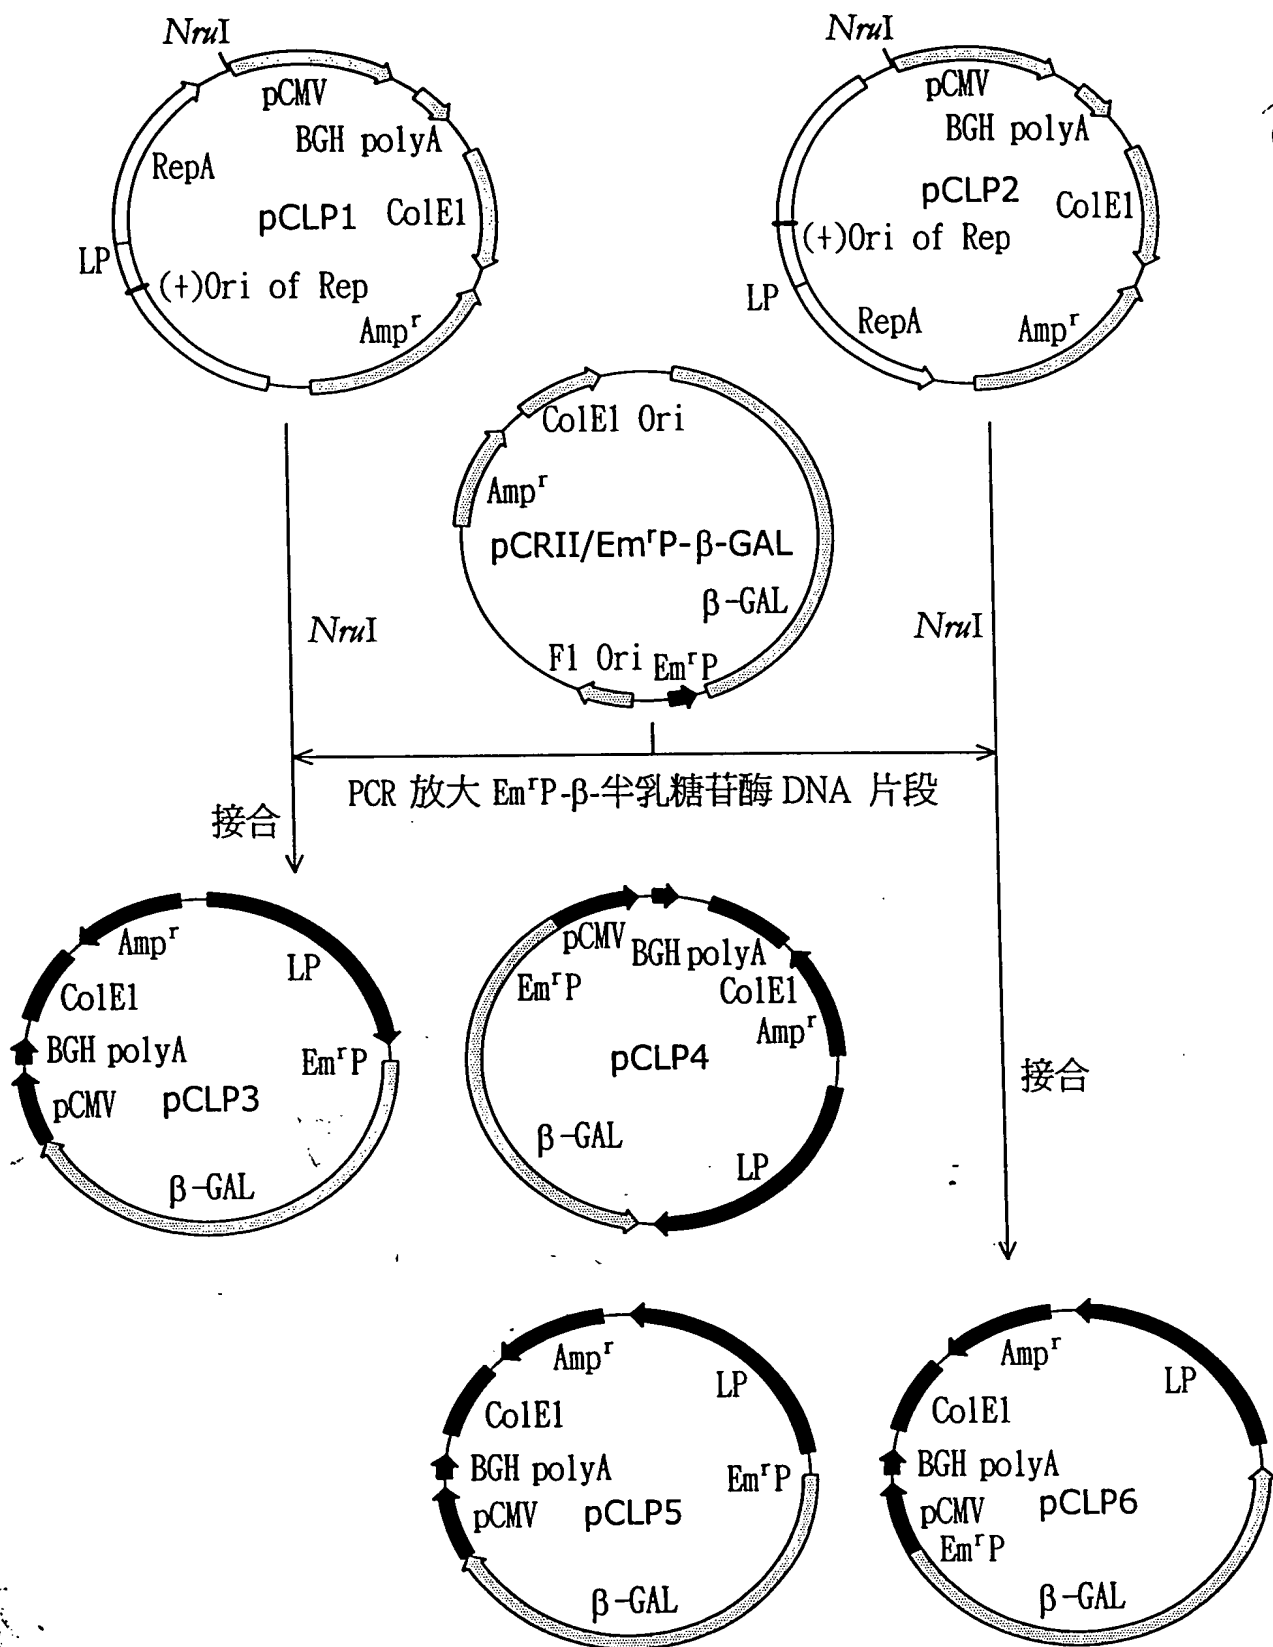 NruI
pCMV
BGH polyA
RepA
pCLP1
ColE1
LP
(+)Ori of Rep
Ampʳ
NruI
pCMV
BGH polyA
pCLP2
ColE1
(+)Ori of Rep
LP
RepA
Ampʳ
ColE1 Ori
Ampʳ
pCRII/EmʳP-β-GAL
β-GAL
F1 Ori
EmʳP
NruI
NruI
PCR 放大 EmʳP-β-半乳糖苷酶 DNA 片段
接合
Ampʳ
LP
ColE1
BGH polyA
EmʳP
pCMV
pCLP3
β-GAL
pCMV
BGH polyA
EmʳP
ColE1
Ampʳ
pCLP4
β-GAL
LP
接合
Ampʳ
LP
ColE1
BGH polyA
EmʳP
pCMV
pCLP5
β-GAL
Ampʳ
LP
ColE1
BGH polyA
pCMV
pCLP6
EmʳP
β-GAL